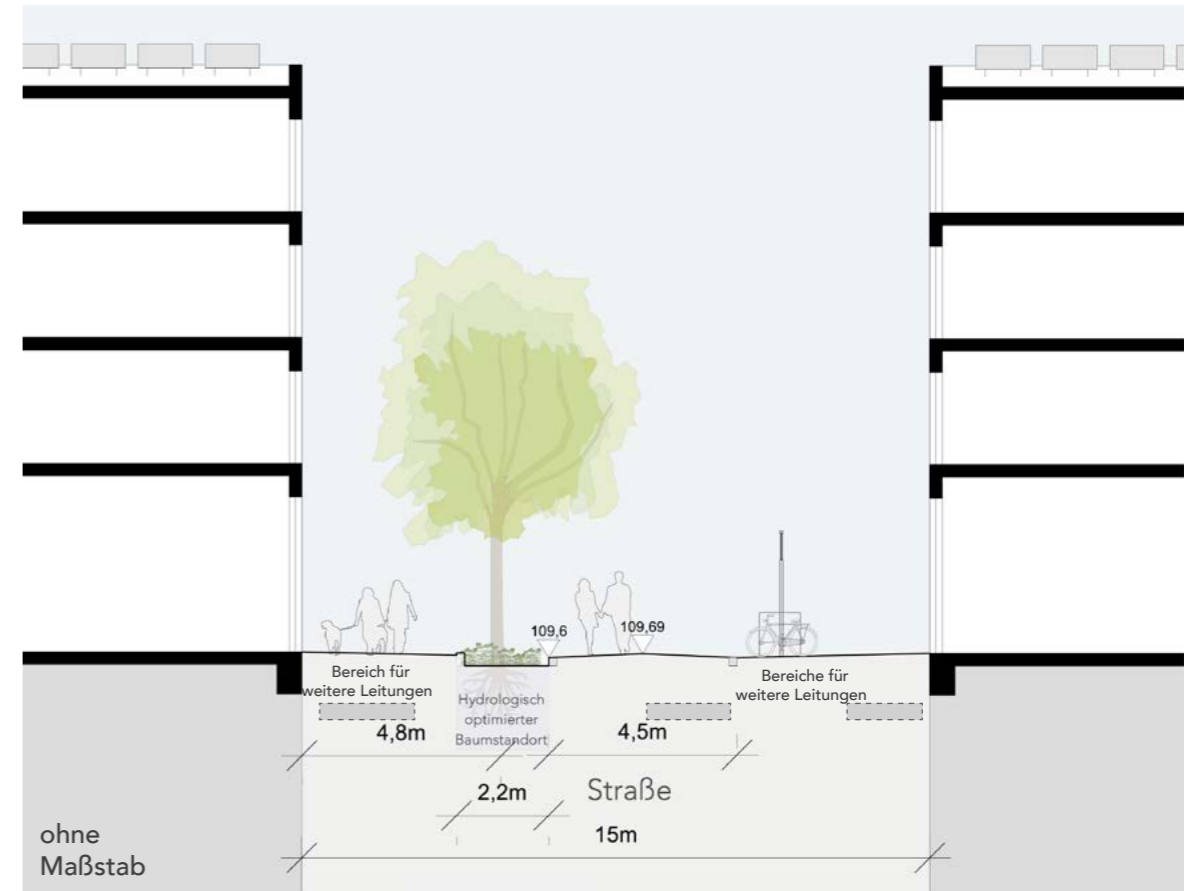 109,6
109,69
Bereich für
weitere Leitungen
Hydrologisch
optimierter
Baumstandort
Bereiche für
weitere Leitungen
4,8m
4,5m
2,2m
Straße
15m
ohne
Maßstab